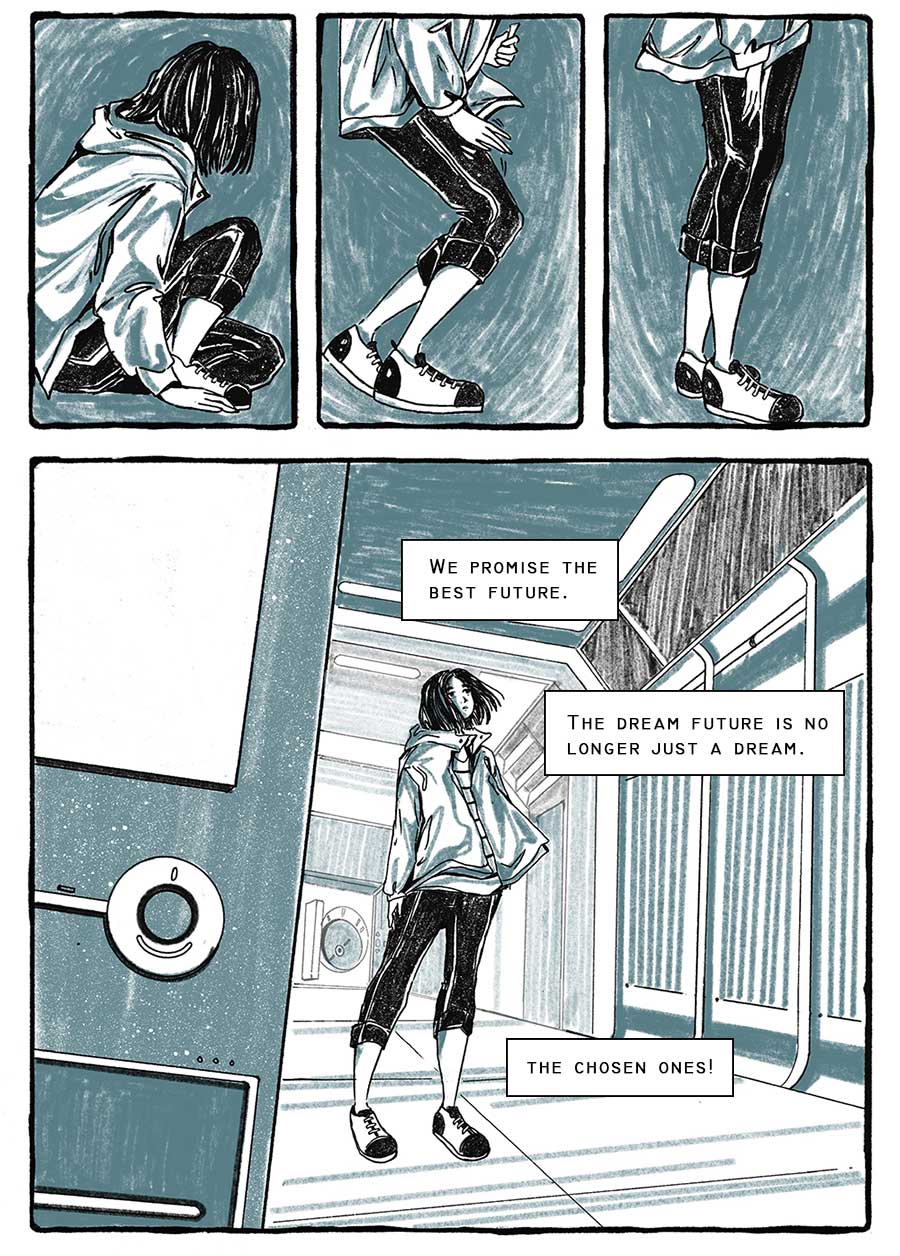 We promise the
best future.
The dream future is no
longer just a dream.
the chosen ones!